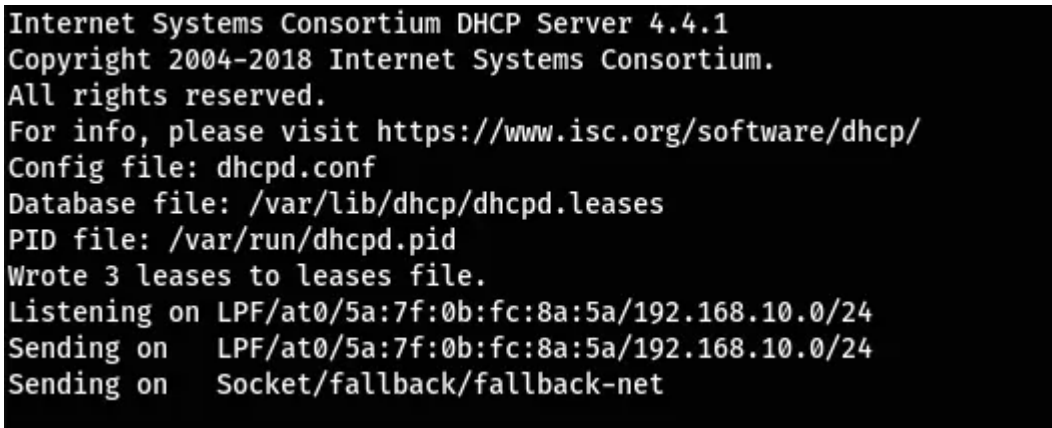 Internet Systems Consortium DHCP Server 4.4.1
Copyright 2004-2018 Internet Systems Consortium.
All rights reserved.
For info, please visit https://www.isc.org/software/dhcp/
Config file: dhcpd.conf
Database file: /var/lib/dhcp/dhcpd.leases
PID file: /var/run/dhcpd.pid
Wrote 3 leases to leases file.
Listening on LPF/at0/5a:7f:0b:fc:8a:5a/192.168.10.0/24
Sending on   LPF/at0/5a:7f:0b:fc:8a:5a/192.168.10.0/24
Sending on   Socket/fallback/fallback-net